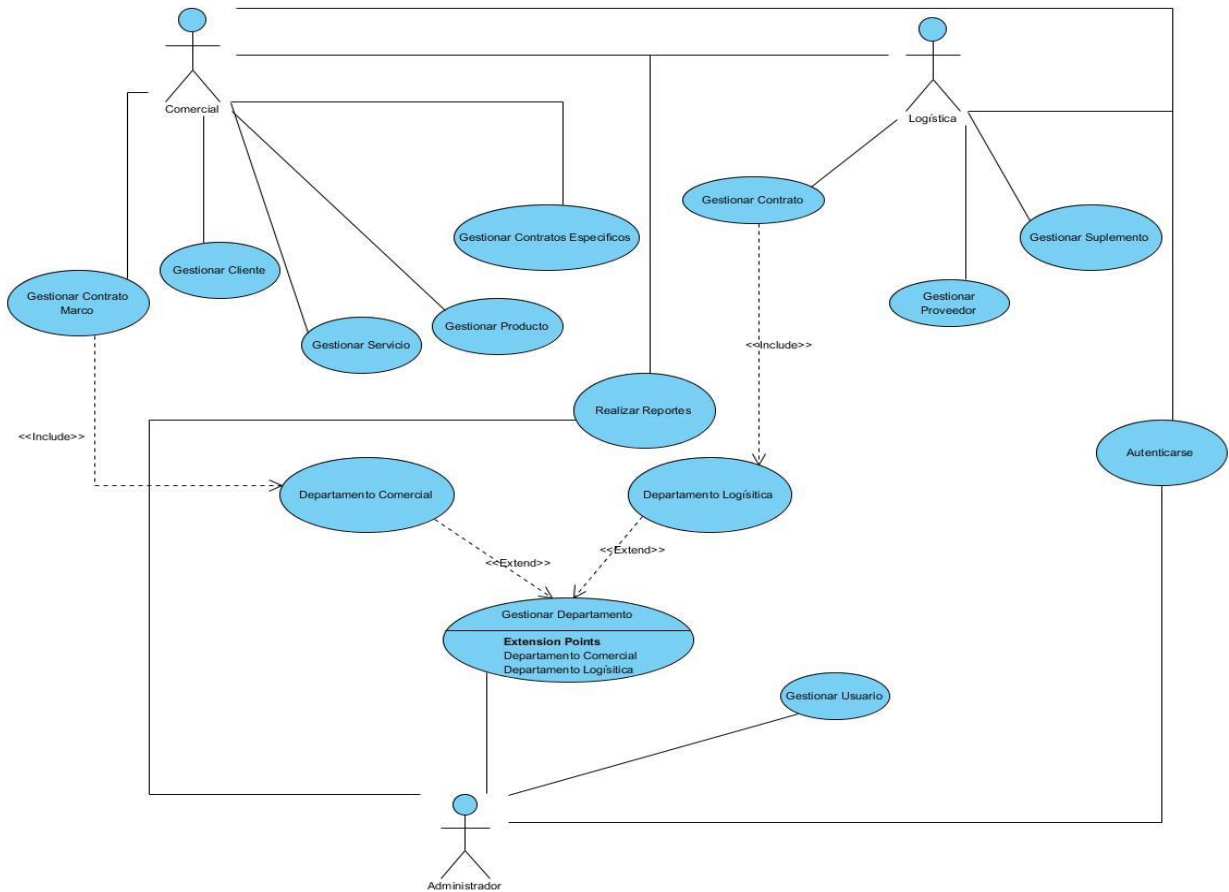 Comercial
Logística
Gestionar Contrato
Gestionar Contratos Especificos
Gestionar Suplemento
Gestionar Cliente
Gestionar Contrato
Marco
Gestionar
Proveedor
Gestionar Producto
Gestionar Servicio
<<Include>>
Realizar Reportes
<<Include>>
Autenticarse
Departamento Comercial
Departamento Logísitica
<<Extend>>
<<Extend>>
Gestionar Departamento
Extension Points
Departamento Comercial
Departamento Logísitica
Gestionar Usuario
Administrador